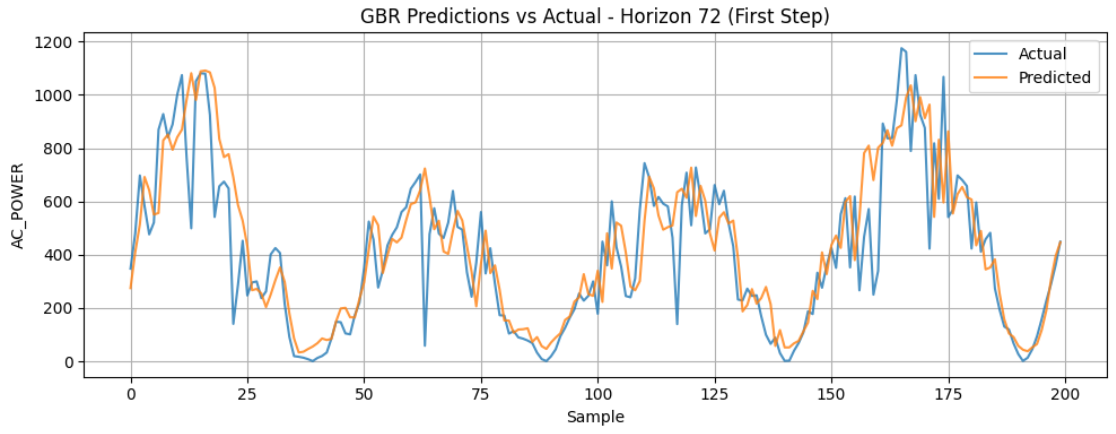 GBR Predictions vs Actual - Horizon 72 (First Step)
1200
1000
800
600
400
200
0
AC_POWER
Actual
Predicted
0 25 50 75 100 125 150 175 200
Sample